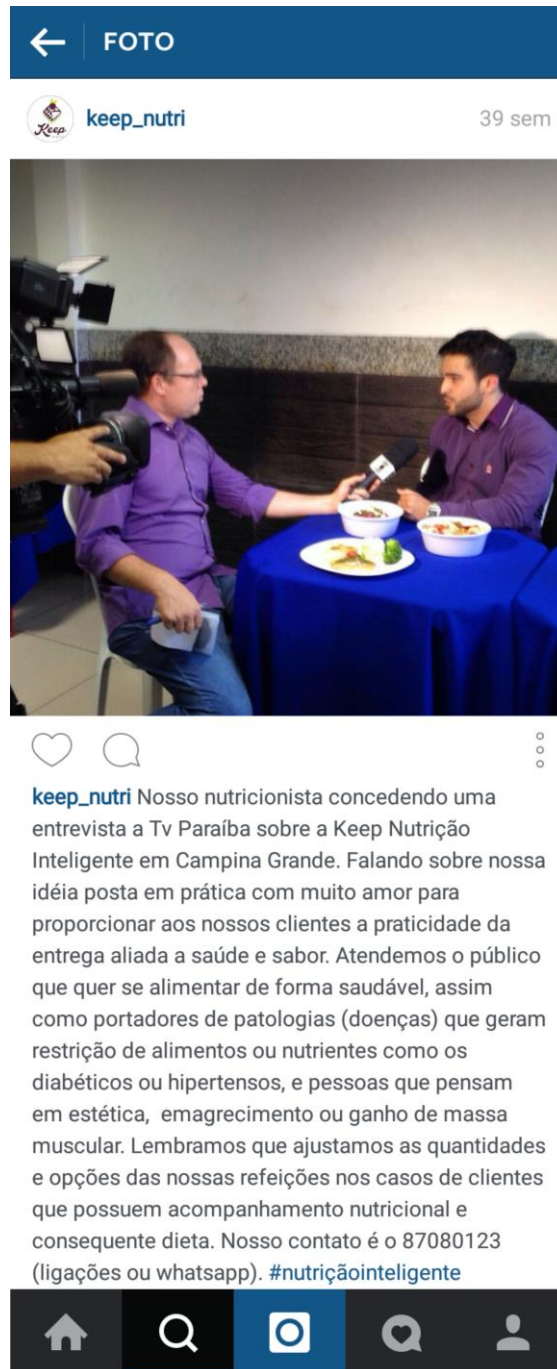 FOTO
Keep
keep_nutri
39 sem
keep_nutri Nosso nutricionista concedendo uma
entrevista a Tv Paraíba sobre a Keep Nutrição
Inteligente em Campina Grande. Falando sobre nossa
idéia posta em prática com muito amor para
proporcionar aos nossos clientes a praticidade da
entrega aliada a saúde e sabor. Atendemos o público
que quer se alimentar de forma saudável, assim
como portadores de patologias (doenças) que geram
restrição de alimentos ou nutrientes como os
diabéticos ou hipertensos, e pessoas que pensam
em estética,  emagrecimento ou ganho de massa
muscular. Lembramos que ajustamos as quantidades
e opções das nossas refeições nos casos de clientes
que possuem acompanhamento nutricional e
consequente dieta. Nosso contato é o 87080123
(ligações ou whatsapp). #nutriçãointeligente